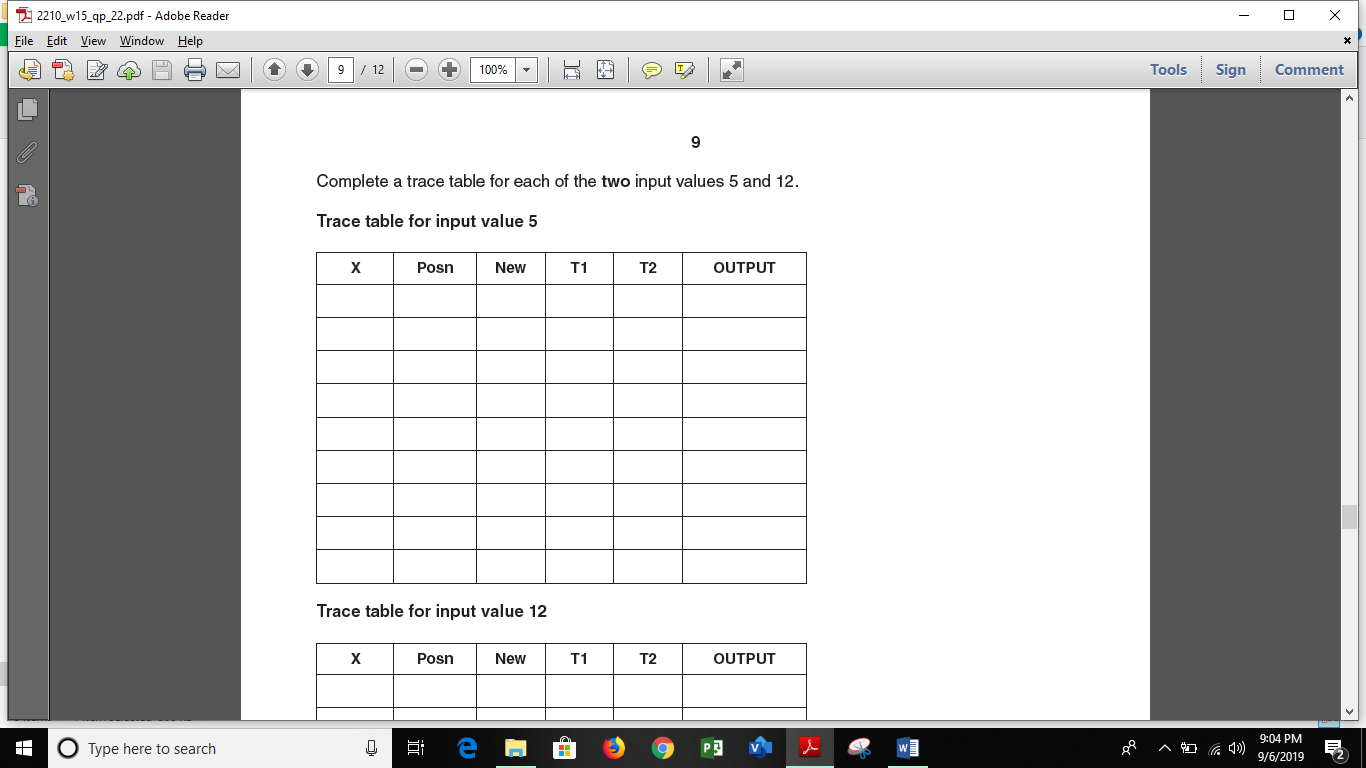 2210_w15_qp_22.pdf - Adobe Reader
File Edit View Window Help
9 / 12 100% Tools Sign Comment
9
Complete a trace table for each of the two input values 5 and 12.
Trace table for input value 5
X Posn New T1 T2 OUTPUT
Trace table for input value 12
X Posn New T1 T2 OUTPUT
Type here to search
9:04 PM
9/6/2019
2